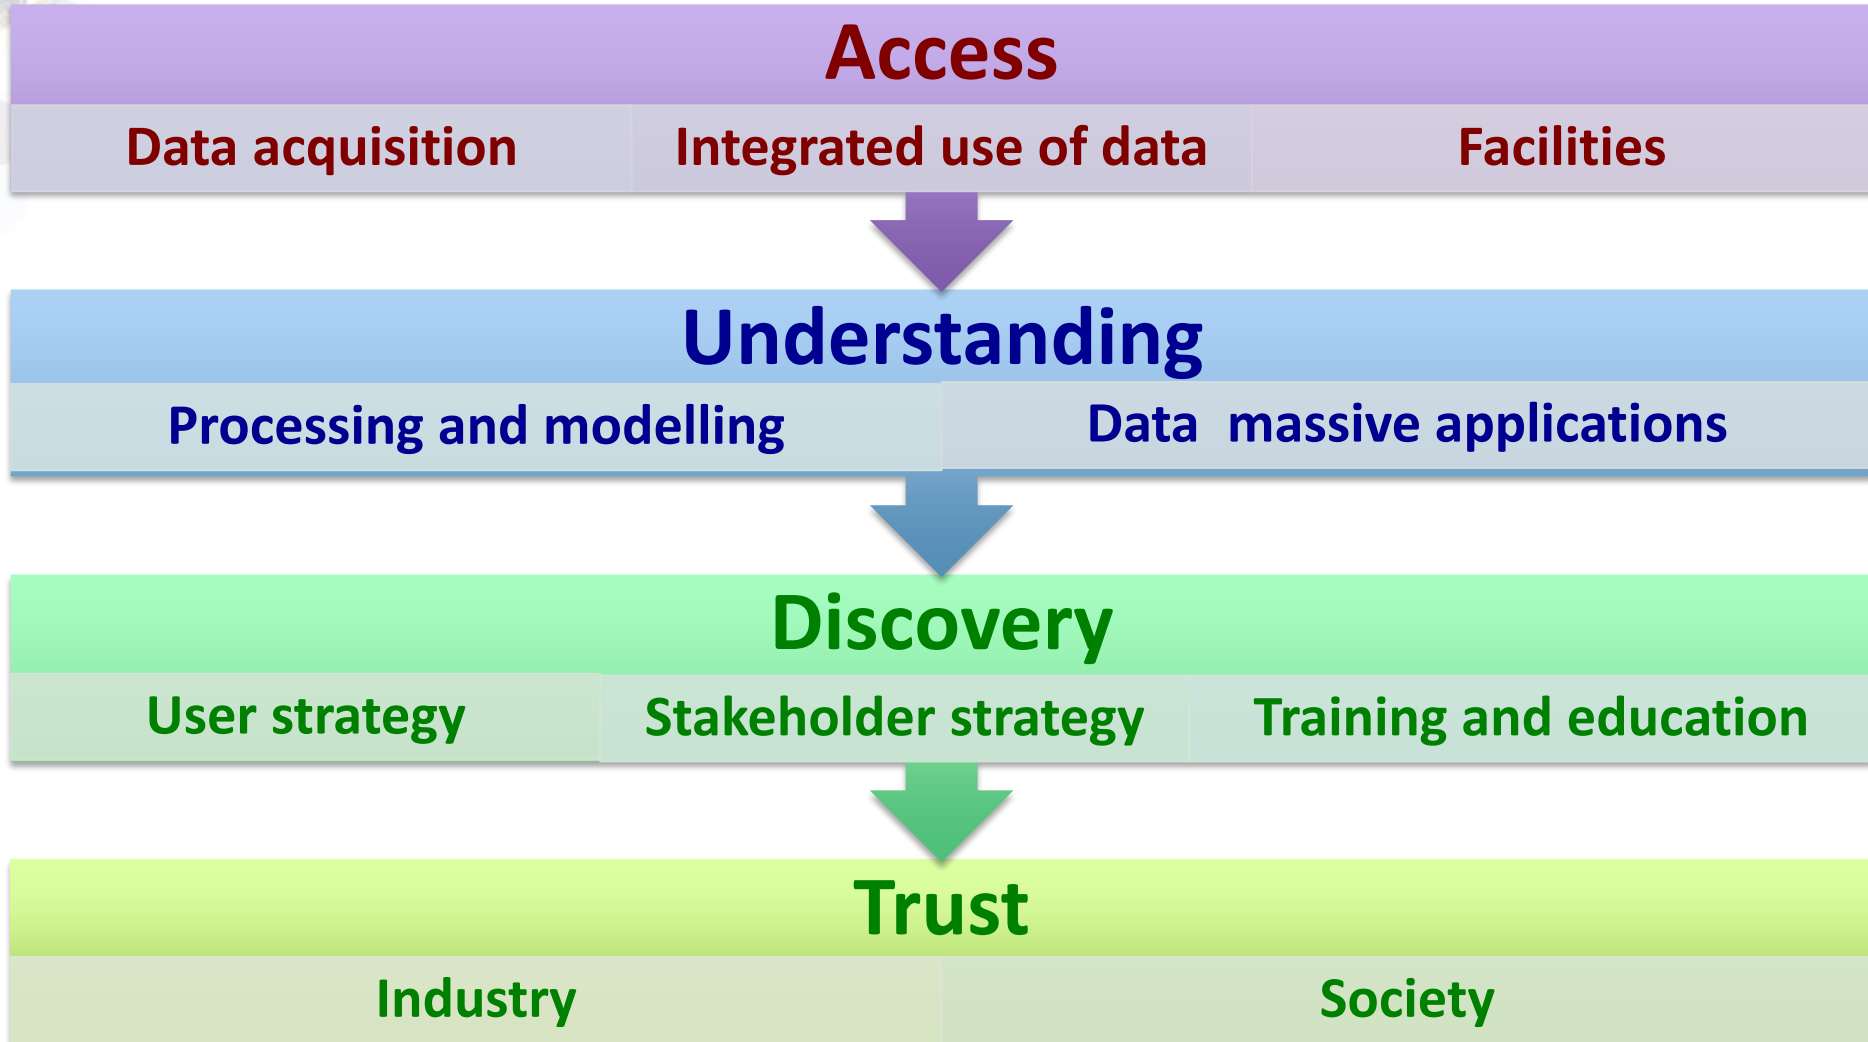 Access
Data acquisition Integrated use of data Facilities
Understanding
Processing and modelling Data  massive applications
Discovery
User strategy Stakeholder strategy Training and education
Trust
Industry Society